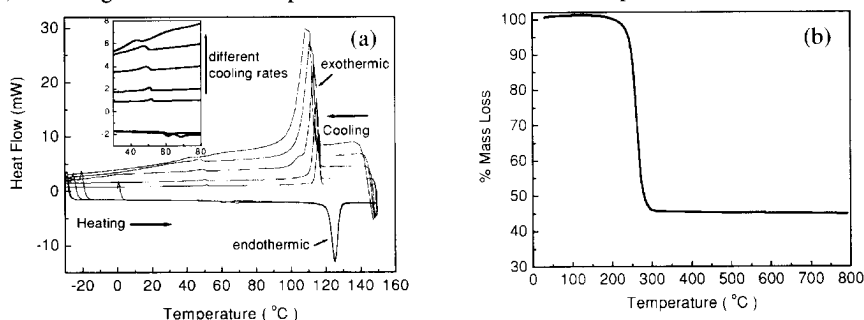 (a)
different
cooling rates
exothermic
Cooling
Heating
endothermic
Heat Flow (mW)
30
20
10
0
-10
-20 0 20 40 60 80 100 120 140 160
Temperature ( °C)
8
6
4
2
0
-2
40 60 80
(b)
% Mass Loss
100
90
80
70
60
50
40
30
0 100 200 300 400 500 600 700 800
Temperature ( °C)